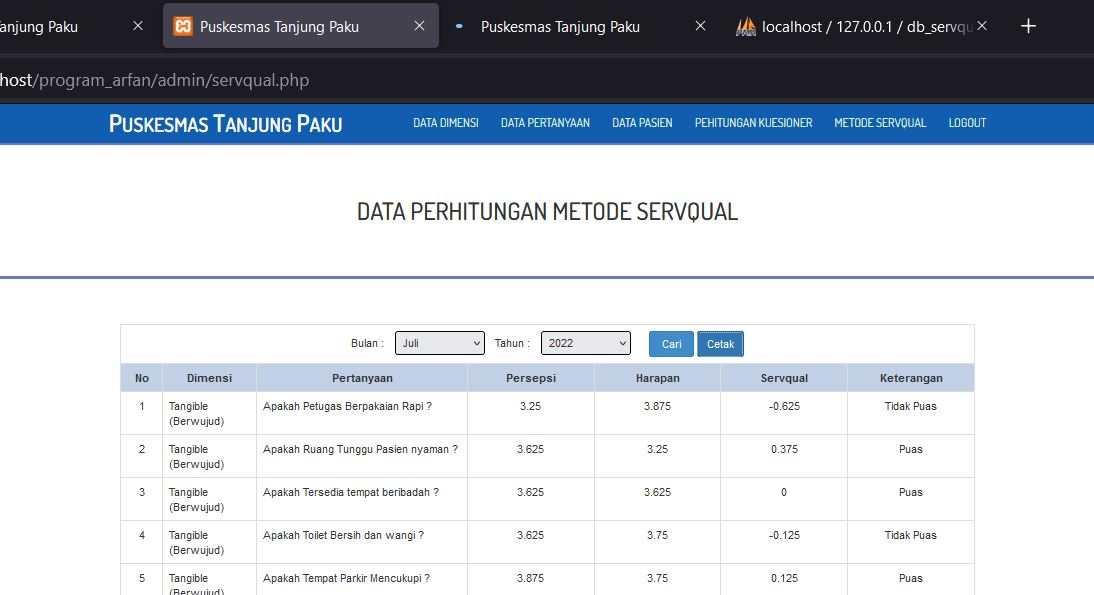 anjung Paku
Puskesmas Tanjung Paku
Puskesmas Tanjung Paku
localhost / 127.0.0.1 / db_servqu
host/program_arfan/admin/servqual.php
PUSKESMAS TANJUNG PAKU DATA DIMENSI DATA PERTANYAAN DATA PASIEN PEHITUNGAN KUESIONER METODE SERVQUAL LOGOUT
DATA PERHITUNGAN METODE SERVQUAL
Bulan : Juli Tahun : 2022 Cari Cetak
No Dimensi Pertanyaan Persepsi Harapan Servqual Keterangan
1 Tangible Apakah Petugas Berpakaian Rapi ? 3.25 3.875 -0.625 Tidak Puas
(Berwujud)
2 Tangible Apakah Ruang Tunggu Pasien nyaman ? 3.625 3.25 0.375 Puas
(Berwujud)
3 Tangible Apakah Tersedia tempat beribadah ? 3.625 3.625 0 Puas
(Berwujud)
4 Tangible Apakah Toilet Bersih dan wangi ? 3.625 3.75 -0.125 Tidak Puas
(Berwujud)
5 Tangible Apakah Tempat Parkir Mencukupi ? 3.875 3.75 0.125 Puas
(Berwujud)